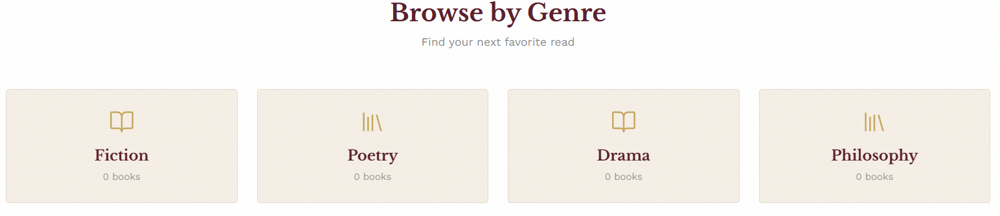 Browse by Genre
Find your next favorite read
Fiction
0 books
Poetry
0 books
Drama
0 books
Philosophy
0 books